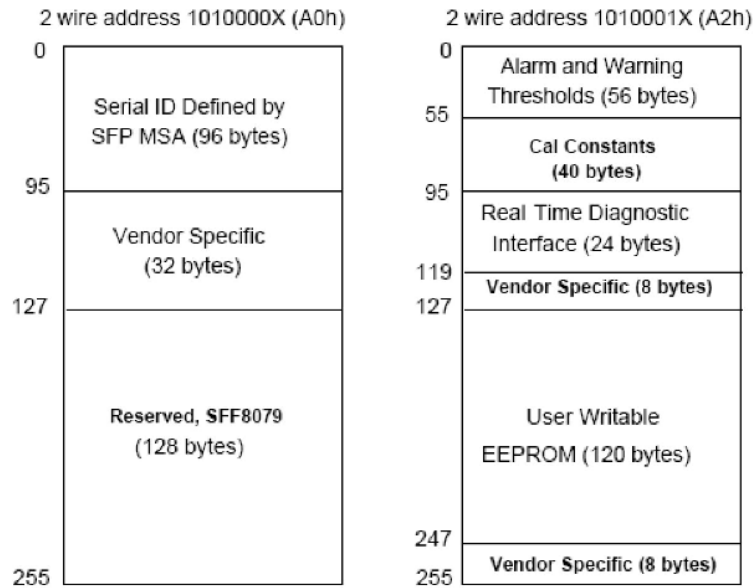 2 wire address 1010000X (A0h)
0
Serial ID Defined by
SFP MSA (96 bytes)
95
Vendor Specific
(32 bytes)
127
Reserved, SFF8079
(128 bytes)
255
2 wire address 1010001X (A2h)
0
Alarm and Warning
Thresholds (56 bytes)
55
Cal Constants
(40 bytes)
95
Real Time Diagnostic
Interface (24 bytes)
119
Vendor Specific (8 bytes)
127
User Writable
EEPROM (120 bytes)
247
Vendor Specific (8 bytes)
255